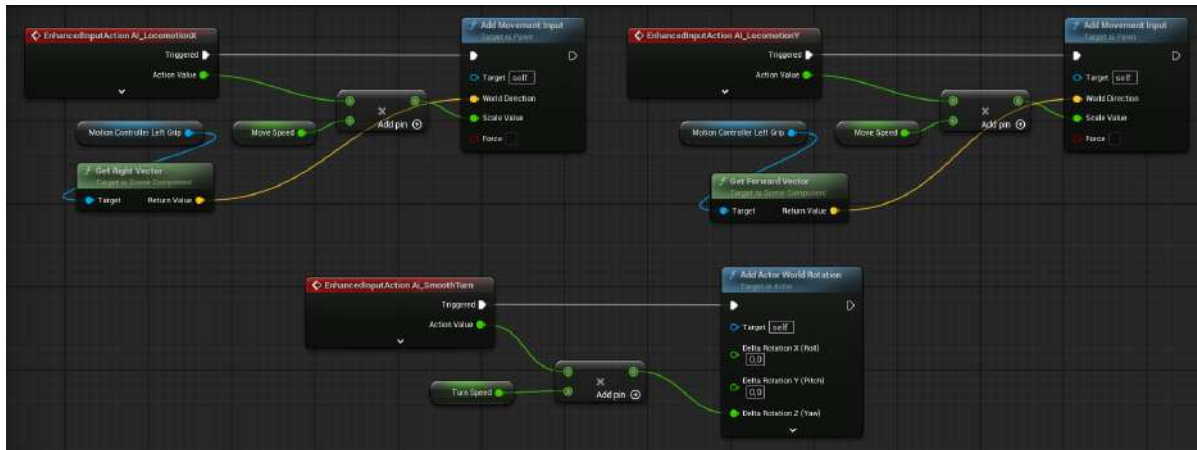 EnhancedInputAction AI_LocomotionX
Triggered
Action Value
Motion Controller Left Grip
Move Speed
Add pin
Get Right Vector
Target is Scene Component
Target
Return Value
Add Movement Input
Target is Pawn
Target self
World Direction
Scale Value
Force
EnhancedInputAction AI_LocomotionY
Triggered
Action Value
Motion Controller Left Grip
Move Speed
Add pin
Get Forward Vector
Target is Scene Component
Target
Return Value
Add Movement Input
Target is Pawn
Target self
World Direction
Scale Value
Force
EnhancedInputAction Ai_SmoothTurn
Triggered
Action Value
Turn Speed
Add pin
Add Actor World Rotation
Target is Actor
Target self
Delta Rotation X (Roll)
0,0
Delta Rotation Y (Pitch)
0,0
Delta Rotation Z (Yaw)